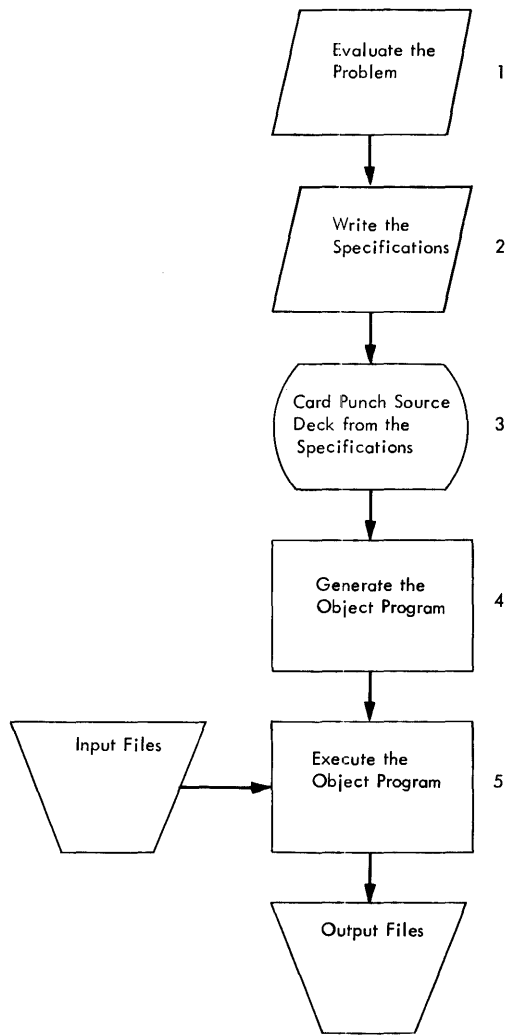 Evaluate the
Problem
1
Write the
Specifications
2
Card Punch Source
Deck from the
Specifications
3
Generate the
Object Program
4
Input Files
Execute the
Object Program
5
Output Files